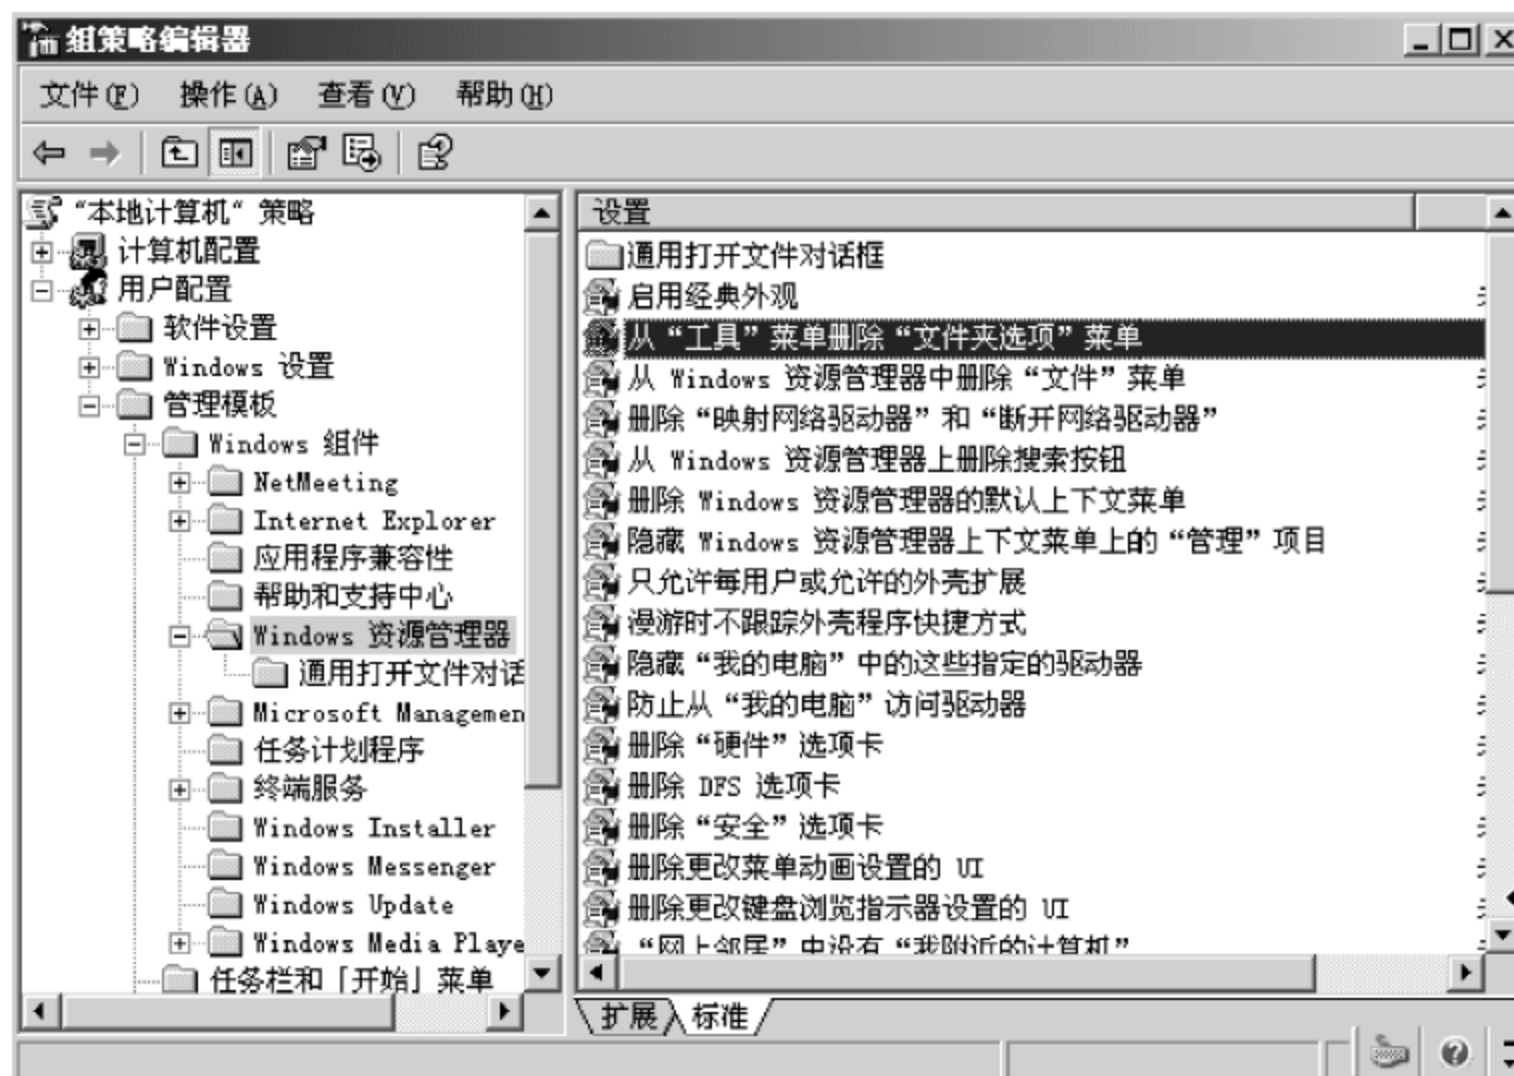 组策略编辑器
文件(F) 操作(A) 查看(V) 帮助(H)
“本地计算机“ 策略
计算机配置
用户配置
软件设置
Windows 设置
管理模板
Windows 组件
NetMeeting
Internet Explorer
应用程序兼容性
帮助和支持中心
Windows 资源管理器
通用打开文件对话
Microsoft Managemen
任务计划程序
终端服务
Windows Installer
Windows Messenger
Windows Update
Windows Media Playe
任务栏和「开始」菜单
设置
通用打开文件对话框
启用经典外观
从“工具”菜单删除“文件夹选项”菜单
从 Windows 资源管理器中删除“文件”菜单
删除“映射网络驱动器”和“断开网络驱动器”
从 Windows 资源管理器上删除搜索按钮
删除 Windows 资源管理器的默认上下文菜单
隐藏 Windows 资源管理器上下文菜单上的“管理”项目
只允许每用户或允许的外壳扩展
漫游时不跟踪外壳程序快捷方式
隐藏“我的电脑”中的这些指定的驱动器
防止从“我的电脑”访问驱动器
删除“硬件”选项卡
删除 DFS 选项卡
删除“安全”选项卡
删除更改菜单动画设置的 UI
删除更改键盘浏览指示器设置的 UI
“网上邻居”中没有“我附近的计算机”
扩展 标准